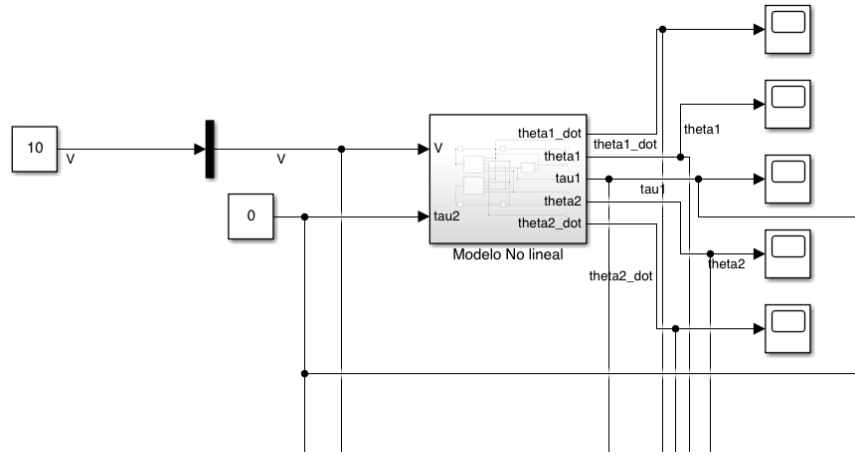 10
V
V
0
V
tau2
theta1_dot
theta1
tau1
theta2
theta2_dot
Modelo No lineal
theta1_dot
theta1
tau1
theta2
theta2_dot